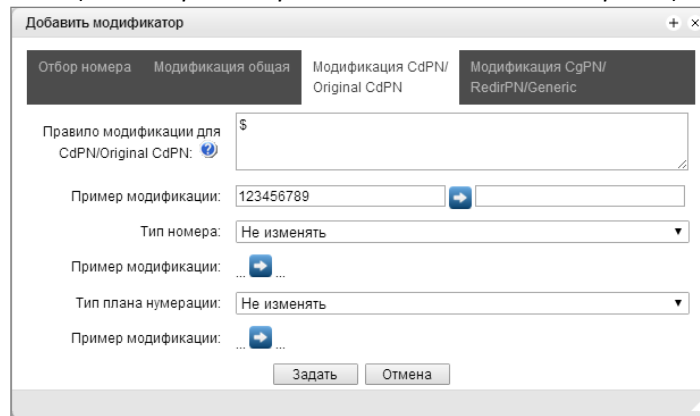 Добавить модификатор
Отбор номера Модификация общая Модификация CdPN/ Модификация CgPN/
Original CdPN RedirPN/Generic
Правило модификации для $
CdPN/Original CdPN:
Пример модификации: 123456789
Тип номера: Не изменять
Пример модификации: ... ...
Тип плана нумерации: Не изменять
Пример модификации: ... ...
Задать Отмена